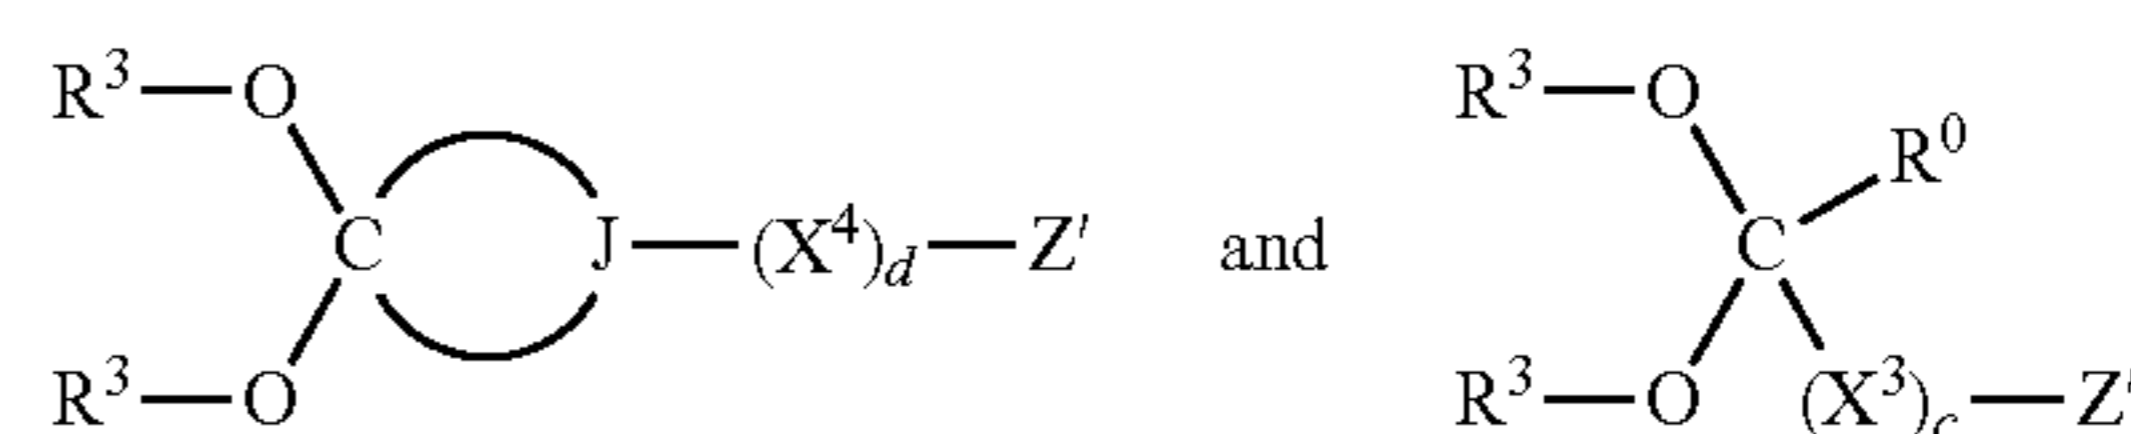 R³—O R³—O
R⁰
C J—(X⁴)d—Z' and C
R³—O R³—O (X³)c—Z'